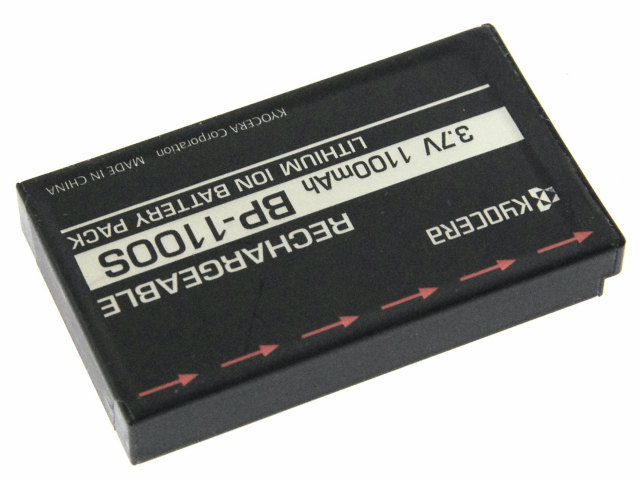 KYOCERA
RECHARGEABLE
BP-1100S
3.7V 1100mAh
LITHIUM ION BATTERY PACK
KYOCERA Corporation MADE IN CHINA